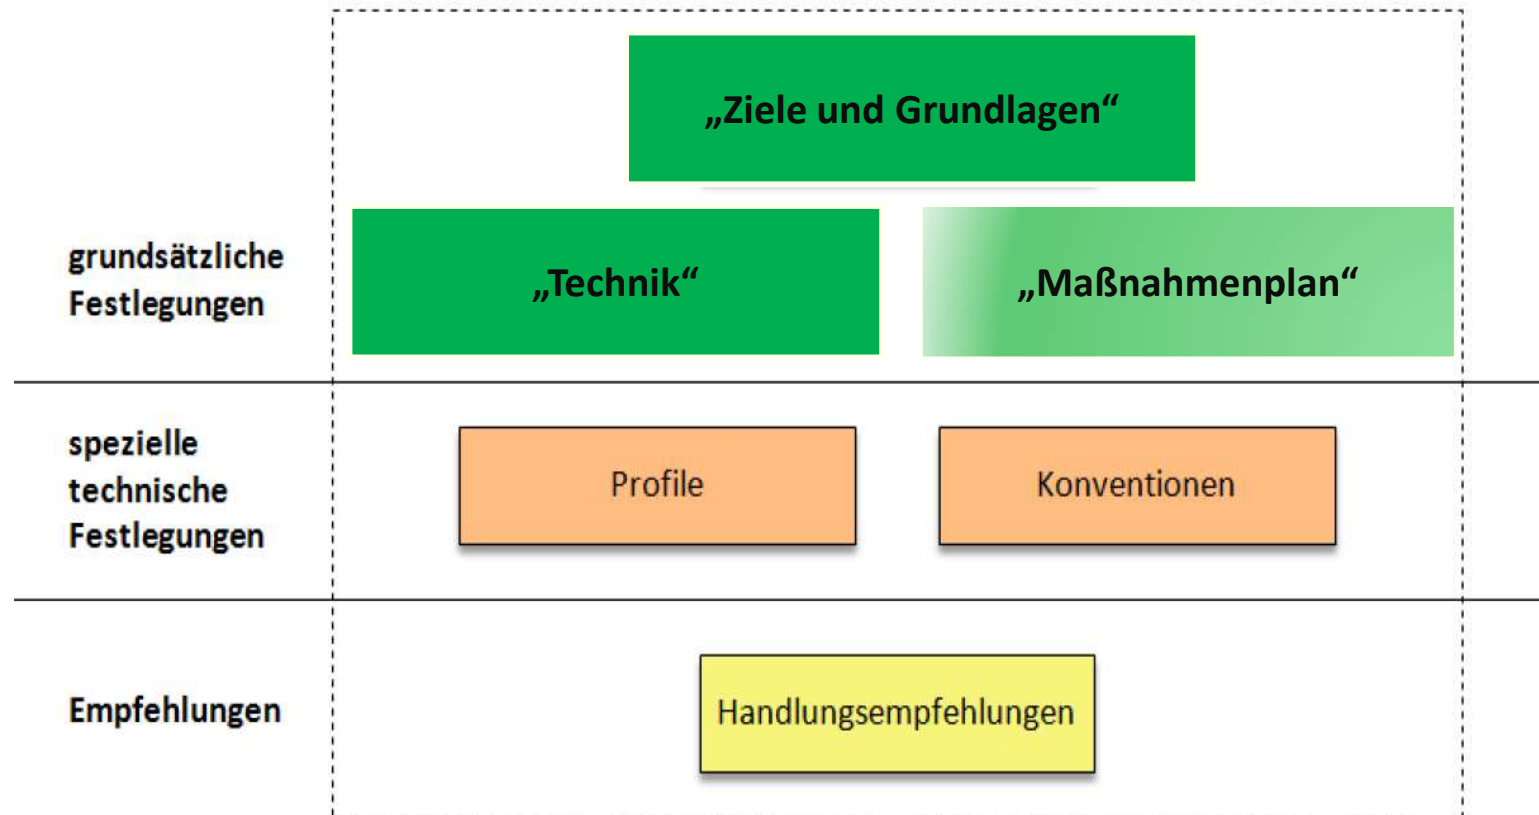 „Ziele und Grundlagen“
grundsätzliche
Festlegungen
„Technik“
„Maßnahmenplan“
spezielle
technische
Festlegungen
Profile
Konventionen
Empfehlungen
Handlungsempfehlungen